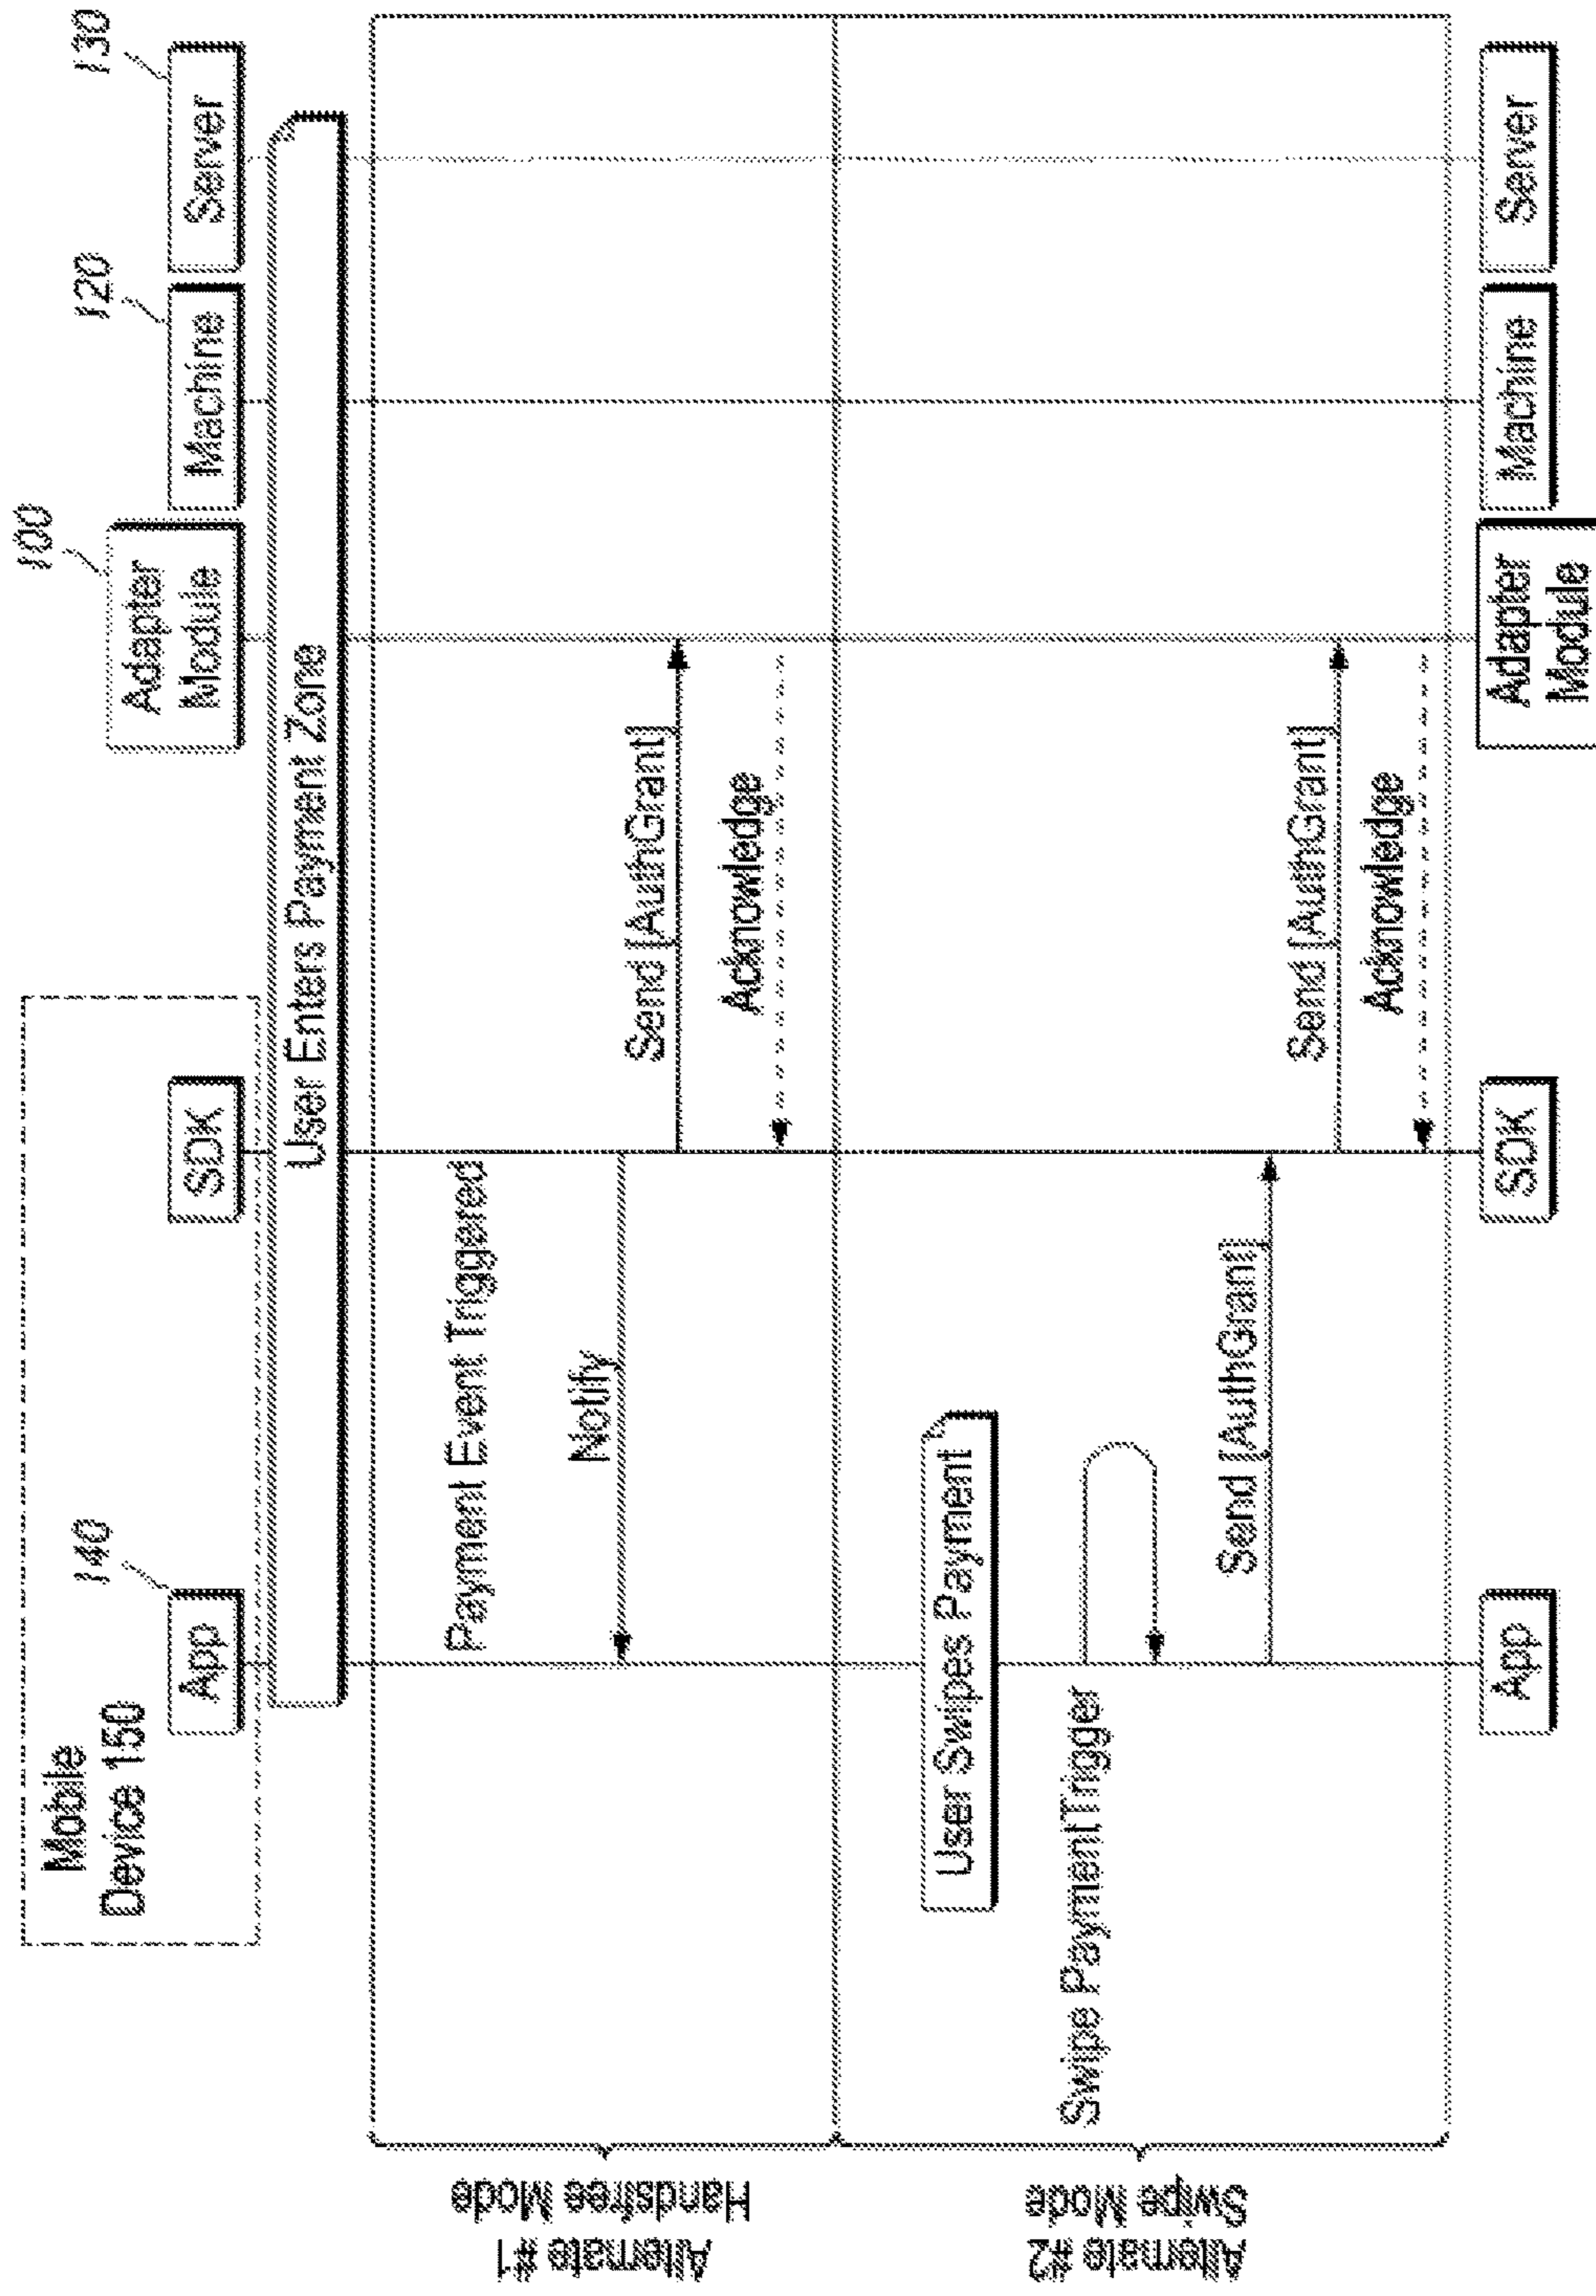 Mobile
Device 150
140
100
120
130
App
SDK
Adapter
Module
Machine
Server
User Enters Payment Zone
Alternate #1
Handsfree Mode
Payment Event Triggered
Notify
Send [AuthGrant]
Acknowledge
Alternate #2
Swipe Mode
User Swipes Payment
Swipe PaymentTrigger
Send [AuthGrant]
Send [AuthGrant]
Acknowledge
App
SDK
Adapter
Module
Machine
Server